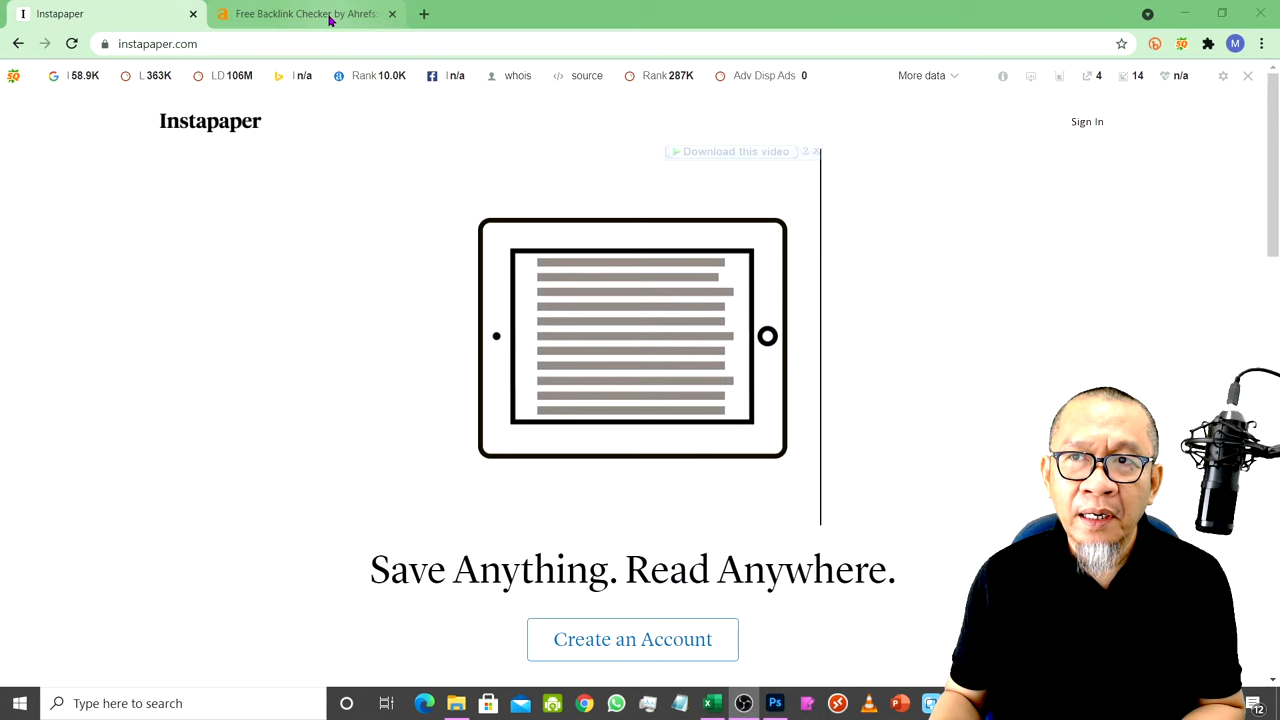 Instapaper
Free Backlink Checker by Ahrefs:
instapaper.com
M
I 58.9K
L 363K
LD 106M
I n/a
Rank 10.0K
I n/a
whois
source
Rank 287K
Adv Disp Ads 0
More data
4
14
n/a
Instapaper
Sign In
Download this video
? x
Save Anything. Read Anywhere.
Create an Account
Type here to search